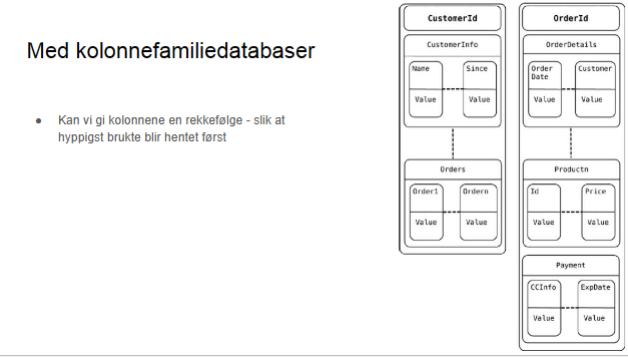 Med kolonnefamiliedatabaser
● Kan vi gi kolonnene en rekkefølge - slik at
hyppigst brukte blir hentet først
CustomerId
CustomerInfo
Name Since
Value Value
Orders
Order1 Ordern
Value Value
OrderId
OrderDetails
Order Customer
Date
Value Value
Productn
Id Price
Value Value
Payment
CCInfo ExpDate
Value Value